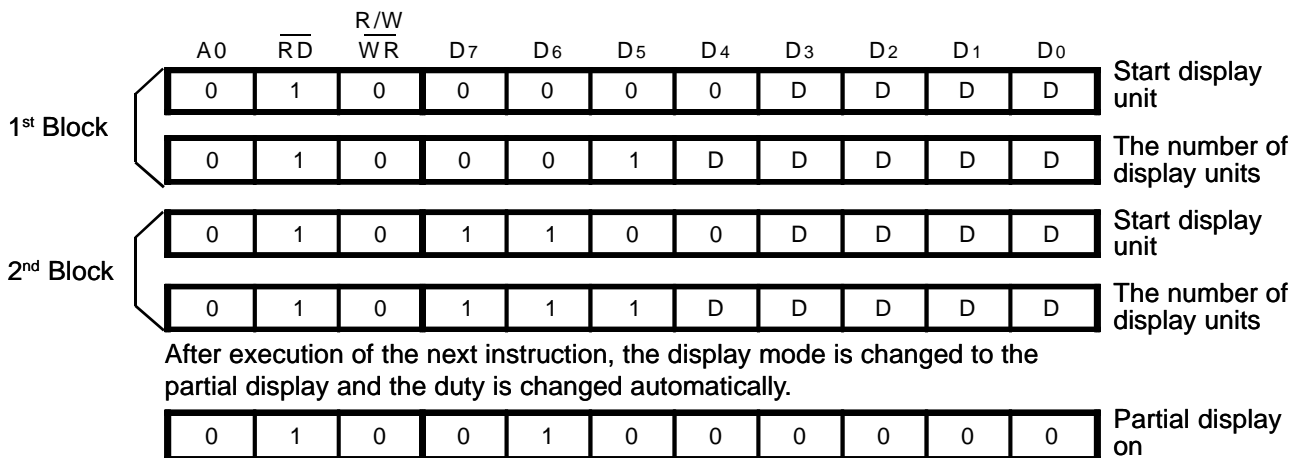 R/W
A0 RD WR D7 D6 D5 D4 D3 D2 D1 D0
0 1 0 0 0 0 0 D D D D Start display unit
1st Block
0 1 0 0 0 1 D D D D D The number of display units
0 1 0 1 1 0 0 D D D D Start display unit
2nd Block
0 1 0 1 1 1 D D D D D The number of display units
After execution of the next instruction, the display mode is changed to the
partial display and the duty is changed automatically.
0 1 0 0 1 0 0 0 0 0 0 Partial display on